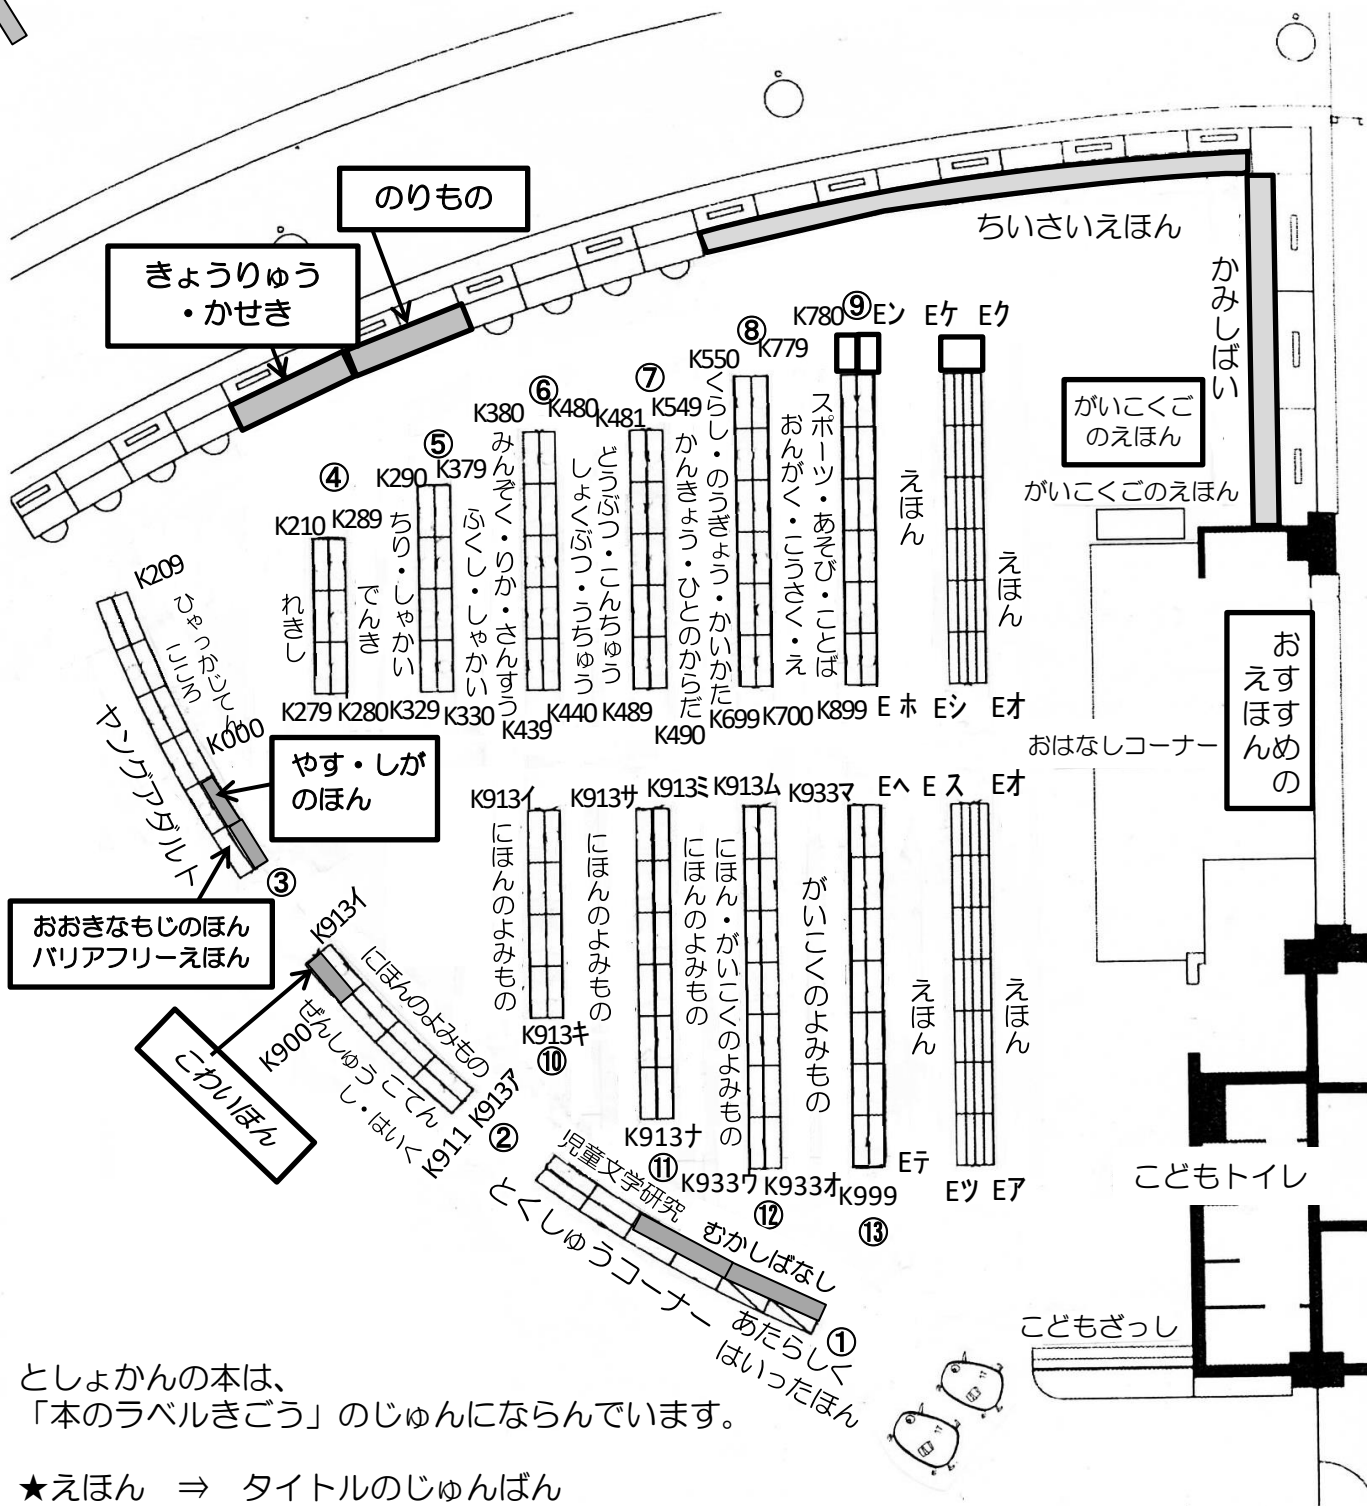 のりもの
きょうりゅう
・かせき
ちいさいえほん
かみしばい
がいこくご
のえほん
がいこくごのえほん
おすすめの
えほん
おはなしコーナー
④
K210 K289
れきし
でんき
K279 K280
⑤
K290 K379
ちり・しゃかい
ふくし・しゃかい
K329 K330
⑥
K380 K480
みんぞく・りか・さんすう
しょくぶつ・うちゅう
K439 K440
⑦
K481 K549
どうぶつ・こんちゅう
かんきょう・ひとのからだ
K489 K490
⑧
K550 K779
くらし・のうぎょう・かいかた
おんがく・こうさく・え
K699 K700
⑨
K780 Eン
スポーツ・あそび・ことば
えほん
K899 Eホ
Eケ Eク
えほん
Eシ Eオ
K209
ひゃっかじてん
こころ
K000
ヤングアダルト
やす・しが
のほん
③
おおきなもじのほん
バリアフリーえほん
K913イ
にほんのよみもの
ぜんしゅう こてん
し・はいく
K900
K911 K913ア
②
こわいほん
K913イ
にほんのよみもの
K913キ
⑩
K913サ K913ミ
にほんのよみもの
にほんのよみもの
K913ナ
⑪
K913ム K933マ
にほん・がいこくのよみもの
がいこくのよみもの
K933ワ K933オ
⑫
Eヘ
えほん
Eテ
K999
⑬
Eス Eオ
えほん
Eツ Eア
児童文学研究
むかしばなし
とくしゅうコーナー
あたらしく
はいったほん
①
こどもトイレ
こどもざっし
としょかんの本は、
「本のラベルきごう」のじゅんにならんでいます。
★えほん ⇒ タイトルのじゅんばん